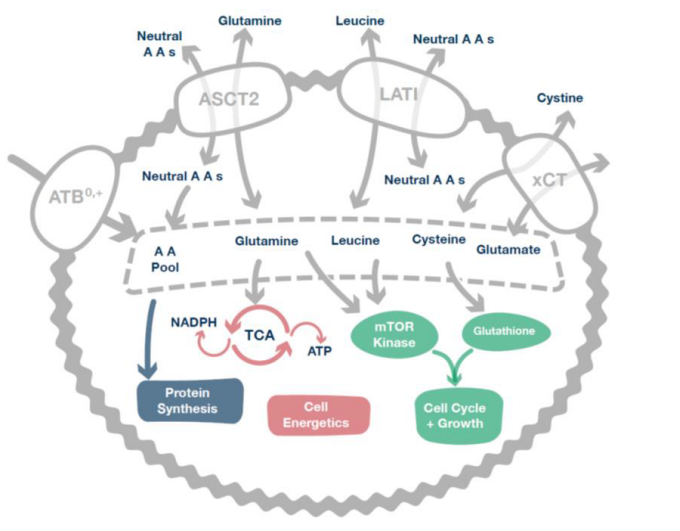 Glutamine
Leucine
Neutral
A A s
Neutral A A s
ASCT2
LATI
Cystine
xCT
ATB0,+
Neutral A A s
Neutral A A s
A A
Pool
Glutamine
Leucine
Cysteine
Glutamate
NADPH
TCA
ATP
mTOR
Kinase
Glutathione
Protein
Synthesis
Cell
Energetics
Cell Cycle
+ Growth